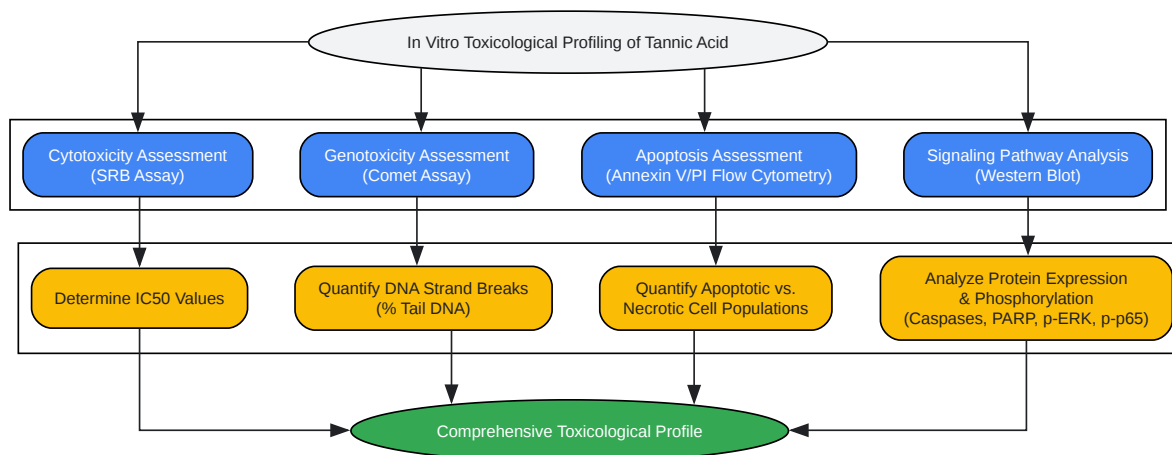 In Vitro Toxicological Profiling of Tannic Acid
Cytotoxicity Assessment
(SRB Assay)
Genotoxicity Assessment
(Comet Assay)
Apoptosis Assessment
(Annexin V/PI Flow Cytometry)
Signaling Pathway Analysis
(Western Blot)
Determine IC50 Values
Quantify DNA Strand Breaks
(% Tail DNA)
Quantify Apoptotic vs.
Necrotic Cell Populations
Analyze Protein Expression
& Phosphorylation
(Caspases, PARP, p-ERK, p-p65)
Comprehensive Toxicological Profile